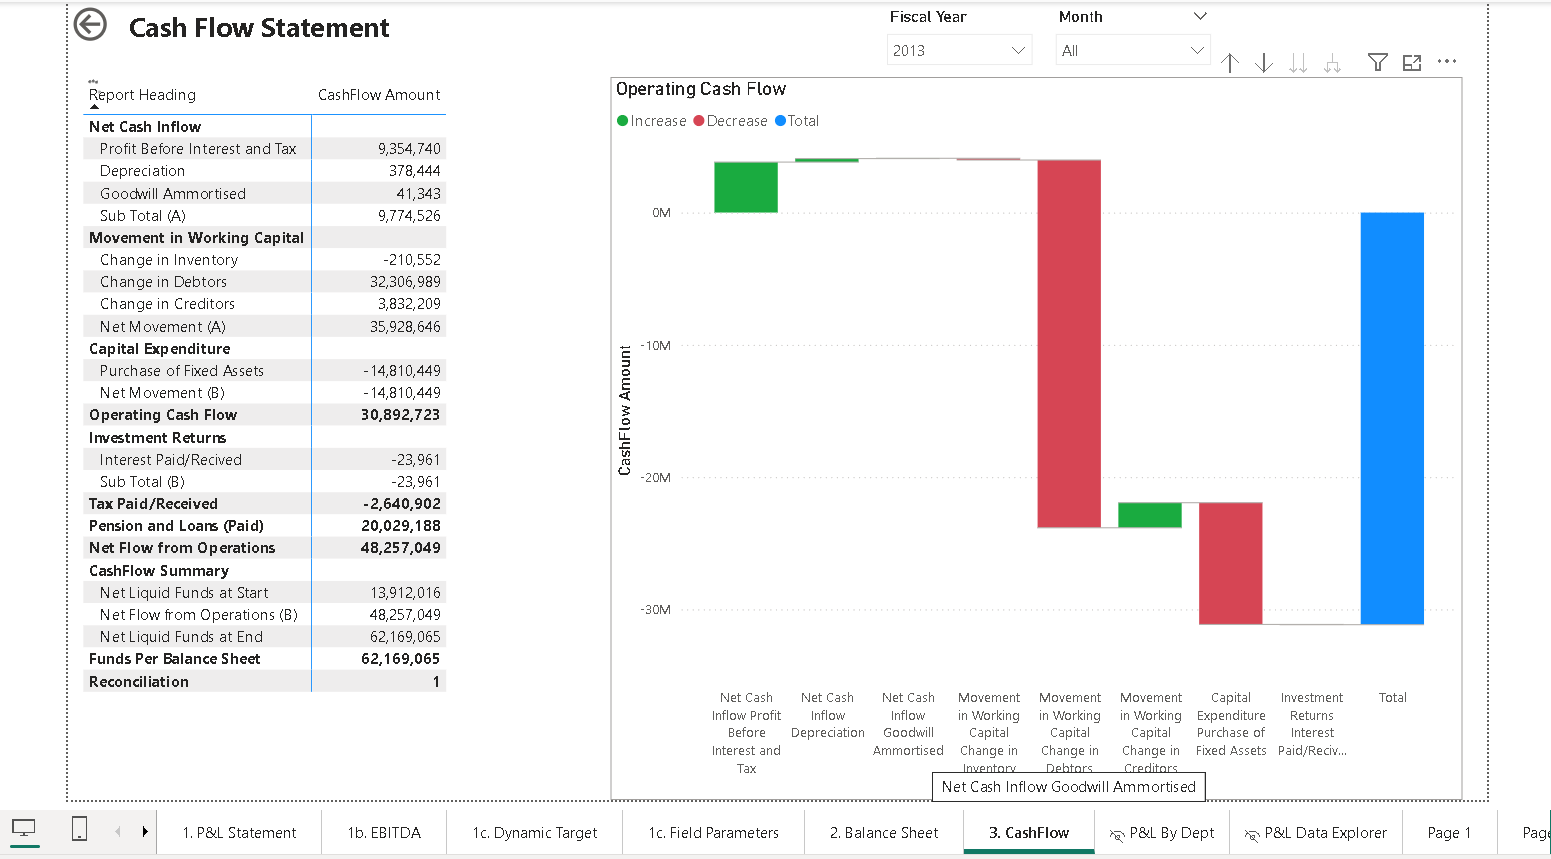 Cash Flow Statement
Fiscal Year
Month
2013
All
Report Heading CashFlow Amount
Net Cash Inflow
Profit Before Interest and Tax 9,354,740
Depreciation 378,444
Goodwill Ammortised 41,343
Sub Total (A) 9,774,526
Movement in Working Capital
Change in Inventory -210,552
Change in Debtors 32,306,989
Change in Creditors 3,832,209
Net Movement (A) 35,928,646
Capital Expenditure
Purchase of Fixed Assets -14,810,449
Net Movement (B) -14,810,449
Operating Cash Flow 30,892,723
Investment Returns
Interest Paid/Recived -23,961
Sub Total (B) -23,961
Tax Paid/Received -2,640,902
Pension and Loans (Paid) 20,029,188
Net Flow from Operations 48,257,049
CashFlow Summary
Net Liquid Funds at Start 13,912,016
Net Flow from Operations (B) 48,257,049
Net Liquid Funds at End 62,169,065
Funds Per Balance Sheet 62,169,065
Reconciliation 1
Operating Cash Flow
Increase Decrease Total
CashFlow Amount
0M
-10M
-20M
-30M
Net Cash
Inflow Profit
Before
Interest and
Tax
Net Cash
Inflow
Depreciation
Net Cash
Inflow
Goodwill
Ammortised
Movement
in Working
Capital
Change in
Inventory
Movement
in Working
Capital
Change in
Debtors
Movement
in Working
Capital
Change in
Creditors
Capital
Expenditure
Purchase of
Fixed Assets
Investment
Returns
Interest
Paid/Reciv...
Total
Net Cash Inflow Goodwill Ammortised
1. P&L Statement
1b. EBITDA
1c. Dynamic Target
1c. Field Parameters
2. Balance Sheet
3. CashFlow
P&L By Dept
P&L Data Explorer
Page 1
Page